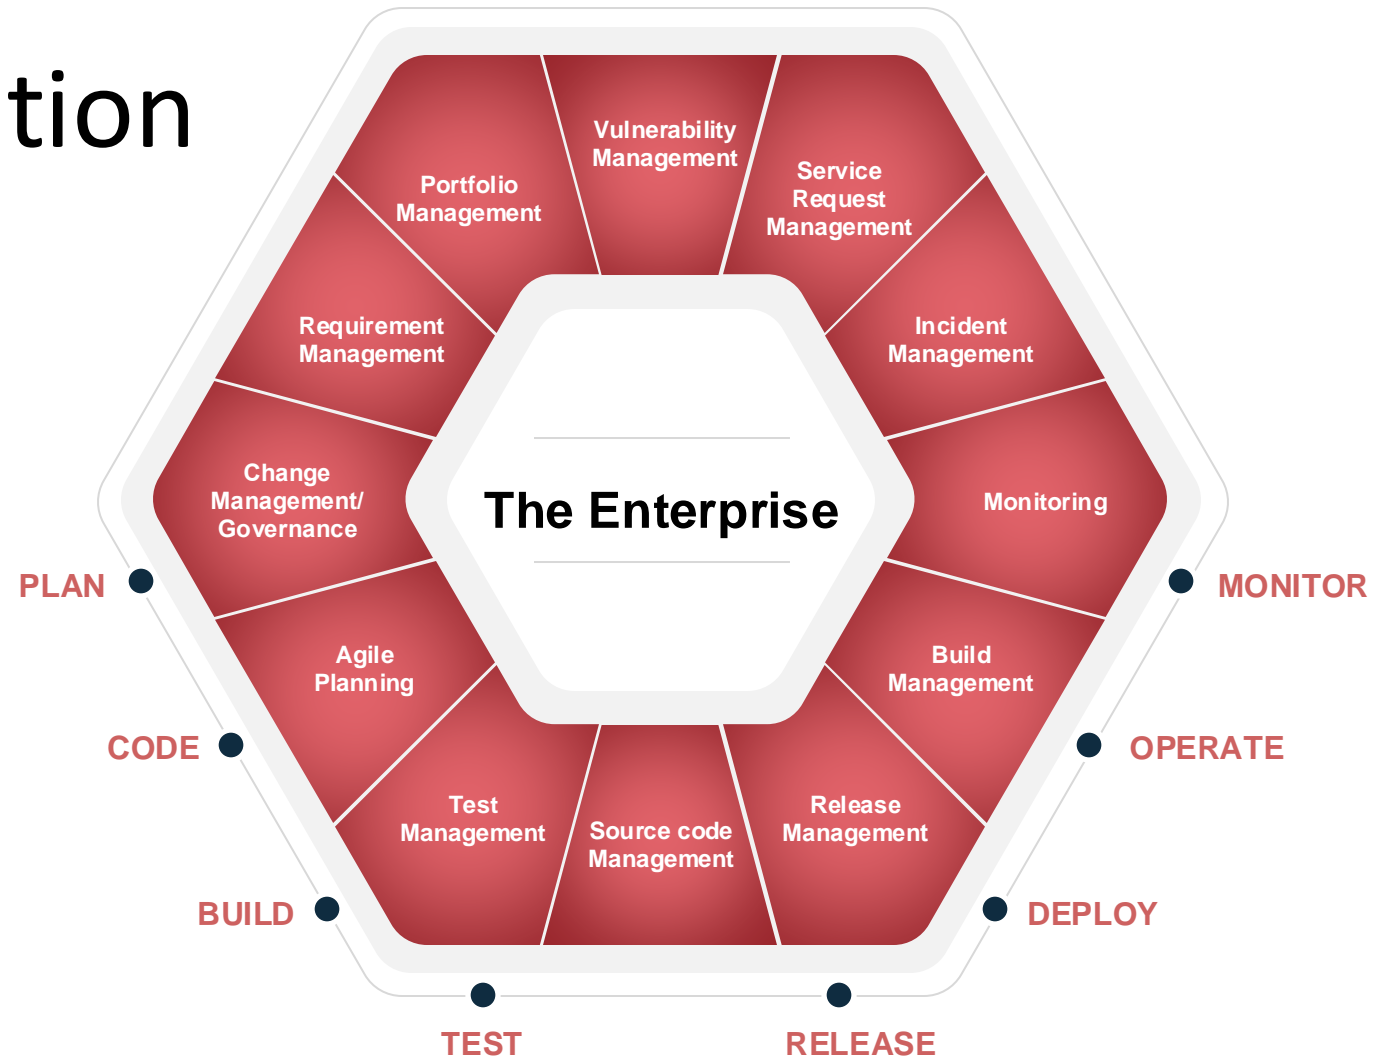 tion
Vulnerability
Management
Service
Request
Management
Portfolio
Management
Requirement
Management
Incident
Management
Change
Management/
Governance
The Enterprise
Monitoring
PLAN
MONITOR
Agile
Planning
Build
Management
CODE
OPERATE
Test
Management
Source code
Management
Release
Management
BUILD
DEPLOY
TEST
RELEASE